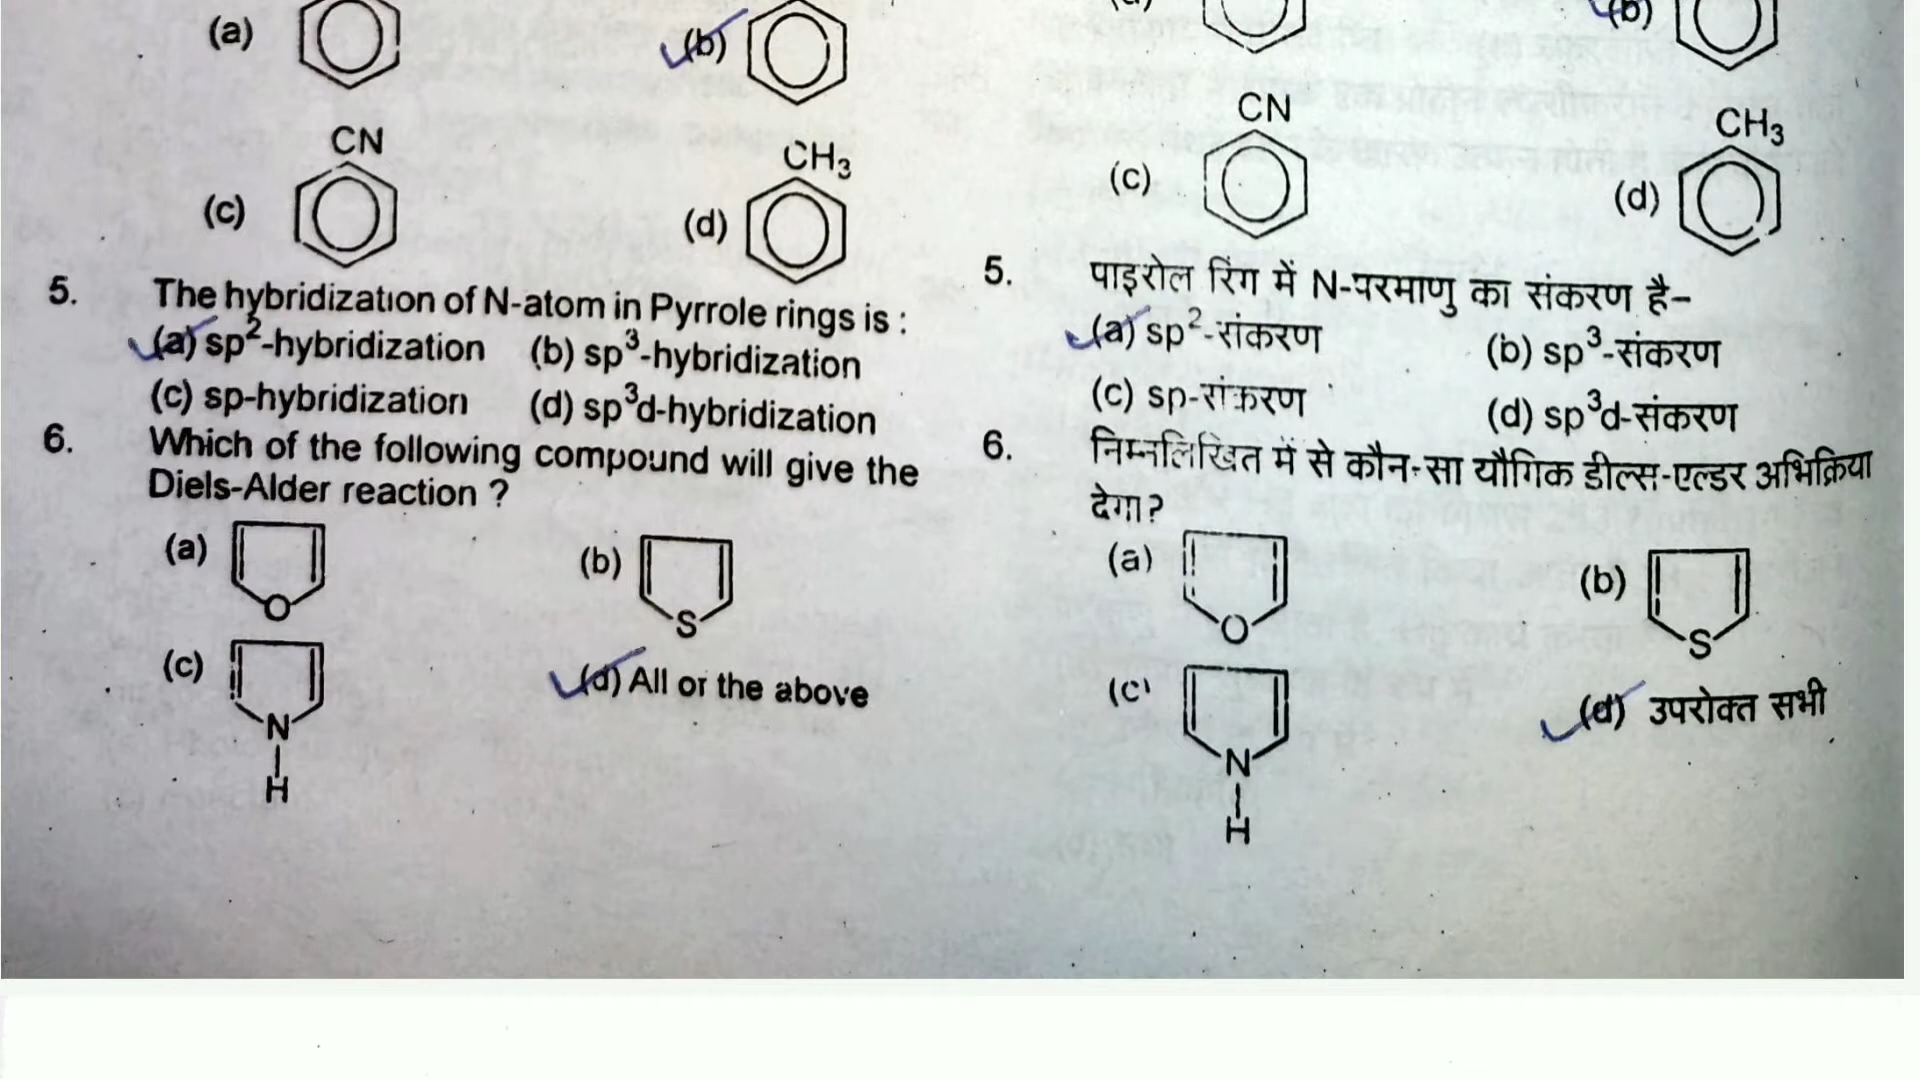 (a)
(b)
CN
CH3
(c)
(d)
5. The hybridization of N-atom in Pyrrole rings is :
(a) sp²-hybridization (b) sp³-hybridization
(c) sp-hybridization (d) sp³d-hybridization
6. Which of the following compound will give the
Diels-Alder reaction ?
(a)
O
(b)
S
(c)
N
H
(d) All or the above
(b)
CN
CH3
(c)
(d)
5. पाइरोल रिंग में N-परमाणु का संकरण है–
(a) sp²-संकरण (b) sp³-संकरण
(c) sp-संकरण (d) sp³d-संकरण
6. निम्नलिखित में से कौन-सा यौगिक डील्स-एल्डर अभिक्रिया
देगा?
(a)
O
(b)
S
(c)
N
H
(d) उपरोक्त सभी